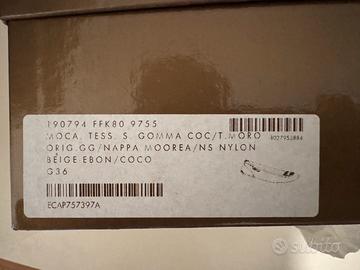 190794 FFK80 9755
MOCA. TESS. S. GOMMA COC/T.MORO
ORIG.GG/NAPPA MOOREA/NS NYLON
BEIGE EBON/COCO
G36
ECAP757397A
subito